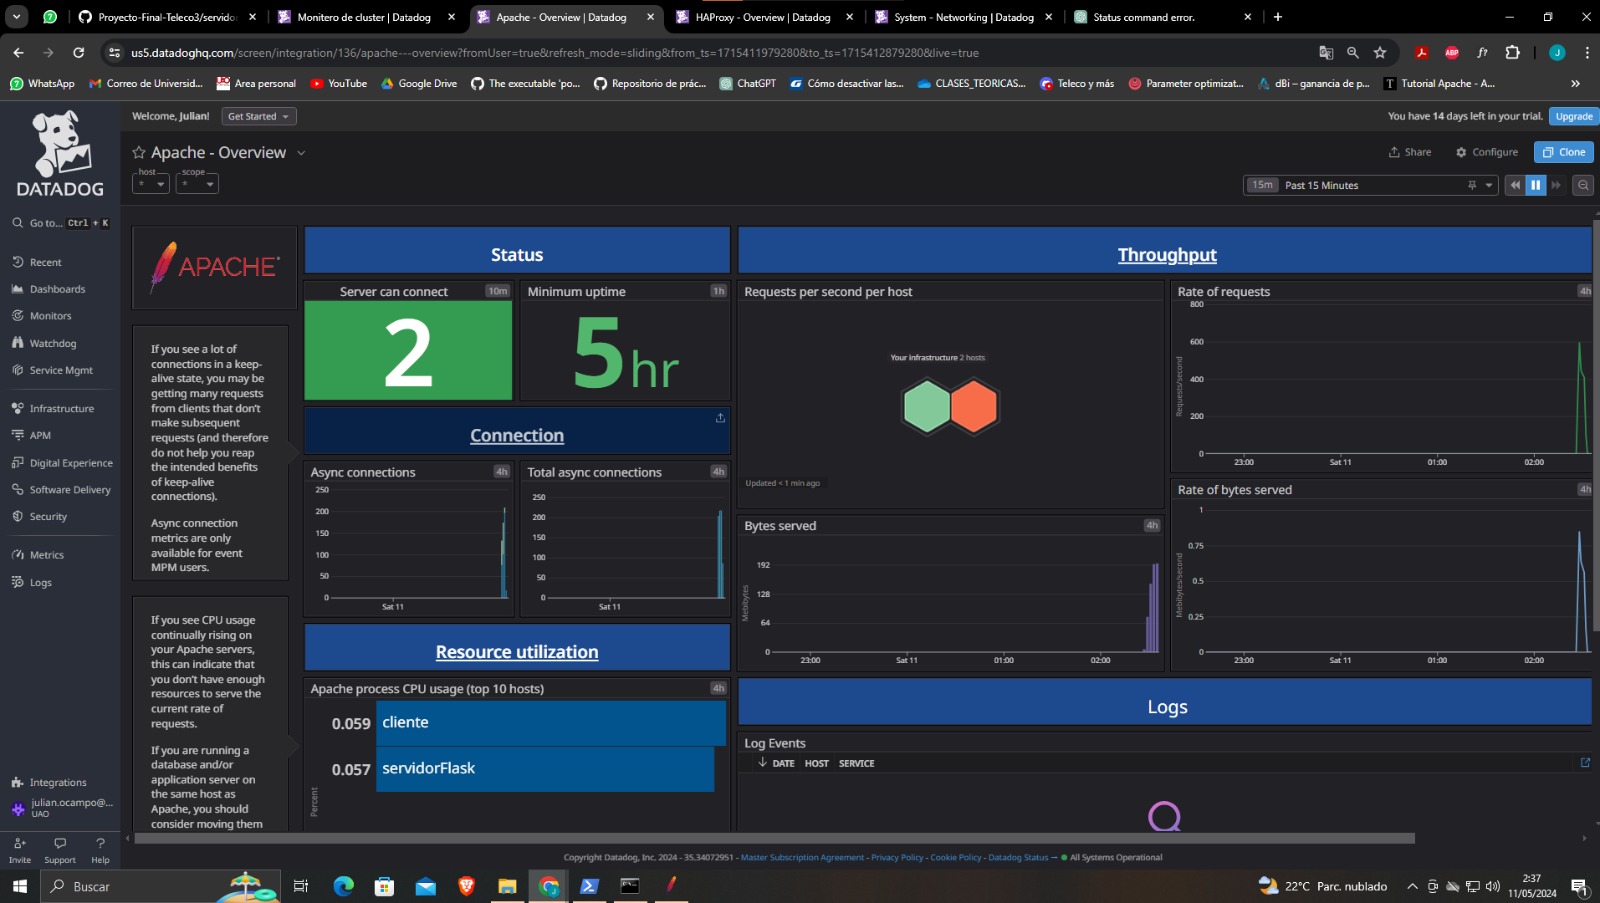 Proyecto-Final-Teleco3/servidor
Monitero de cluster | Datadog
Apache - Overview | Datadog
HAProxy - Overview | Datadog
System - Networking | Datadog
Status command error.
us5.datadoghq.com/screen/integration/136/apache---overview?fromUser=true&refresh_mode=sliding&from_ts=1715411979280&to_ts=1715412879280&live=true
WhatsApp
Correo de Universid...
Area personal
YouTube
Google Drive
The executable 'po...
Repositorio de prác...
ChatGPT
Cómo desactivar las...
CLASES_TEORICAS...
Teleco y más
Parameter optimizat...
dBi – ganancia de p...
Tutorial Apache - A...
DATADOG
Go to... Ctrl + K
Recent
Dashboards
Monitors
Watchdog
Service Mgmt
Infrastructure
APM
Digital Experience
Software Delivery
Security
Metrics
Logs
Integrations
julian.ocampo@...
UAO
Invite
Support
Help
Welcome, Julian!
Get Started
You have 14 days left in your trial.
Upgrade
Apache - Overview
Share
Configure
Clone
host
*
scope
*
15m Past 15 Minutes
APACHE
If you see a lot of
connections in a keep-
alive state, you may be
getting many requests
from clients that don't
make subsequent
requests (and therefore
do not help you reap
the intended benefits
of keep-alive
connections).
Async connection
metrics are only
available for event
MPM users.
If you see CPU usage
continually rising on
your Apache servers,
this can indicate that
you don't have enough
resources to serve the
current rate of
requests.
If you are running a
database and/or
application server on
the same host as
Apache, you should
consider moving them
Status
Server can connect 10m
2
Minimum uptime 1h
5hr
Connection
Async connections 4h
250
200
150
100
50
0
Sat 11
Total async connections 4h
250
200
150
100
50
0
Sat 11
Resource utilization
Apache process CPU usage (top 10 hosts) 4h
0.059 cliente
0.057 servidorFlask
Percent
Throughput
Requests per second per host
Your infrastructure 2 hosts
Updated < 1 min ago
Rate of requests 4h
800
600
400
200
0
Requests/second
23:00 Sat 11 01:00 02:00
Bytes served 4h
192
128
64
0
Mebibytes
23:00 Sat 11 01:00 02:00
Rate of bytes served 4h
1
0.75
0.5
0.25
0
Mebibytes/second
23:00 Sat 11 01:00 02:00
Logs
Log Events
DATE HOST SERVICE
Copyright Datadog, Inc. 2024 - 35.34072951 - Master Subscription Agreement - Privacy Policy - Cookie Policy - Datadog Status → All Systems Operational
Buscar
22°C Parc. nublado
2:37
11/05/2024
1